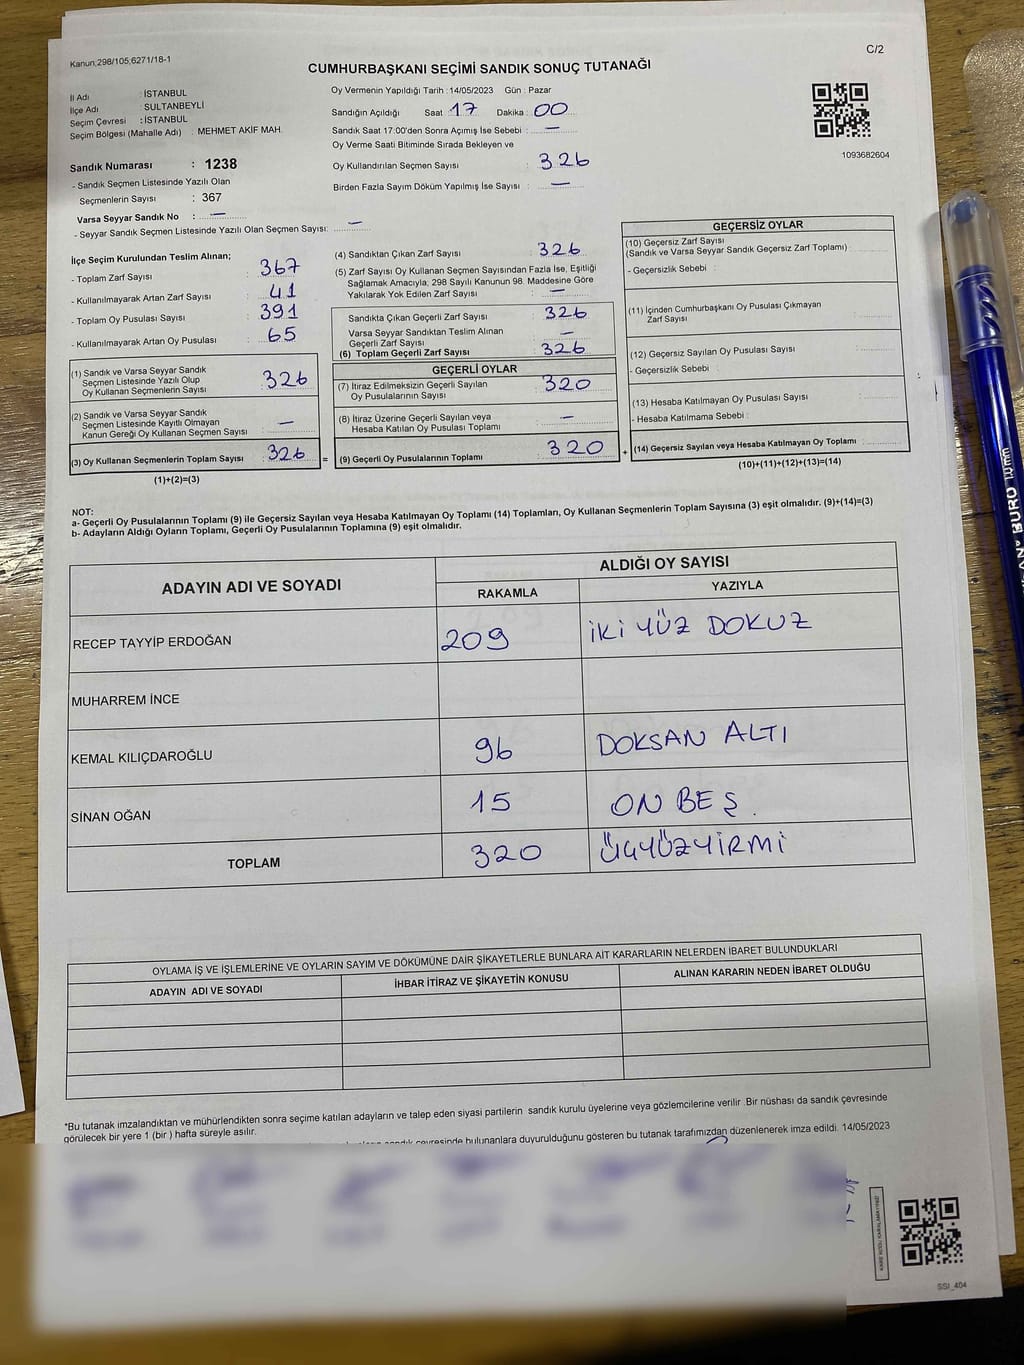 C/2
Kanun;298/105,6271/18-1
CUMHURBAŞKANI SEÇİMİ SANDIK SONUÇ TUTANAĞI
İl Adı : İSTANBUL
İlçe Adı : SULTANBEYLİ
Seçim Çevresi : İSTANBUL
Seçim Bölgesi (Mahalle Adı) : MEHMET AKİF MAH.
Sandık Numarası : 1238
- Sandık Seçmen Listesinde Yazılı Olan
Seçmenlerin Sayısı : 367
Varsa Seyyar Sandık No : —
- Seyyar Sandık Seçmen Listesinde Yazılı Olan Seçmen Sayısı: —
Oy Vermenin Yapıldığı Tarih :14/05/2023 Gün : Pazar
Sandığın Açıldığı Saat 17 Dakika : 00
Sandık Saat 17:00'den Sonra Açımış İse Sebebi : —
Oy Verme Saati Bitiminde Sırada Bekleyen ve
Oy Kullandırılan Seçmen Sayısı : 326
Birden Fazla Sayım Döküm Yapılmış İse Sayısı : —
1093682604
İlçe Seçim Kurulundan Teslim Alınan;
- Toplam Zarf Sayısı : 367
- Kullanılmayarak Artan Zarf Sayısı : 41
- Toplam Oy Pusulası Sayısı : 391
- Kullanılmayarak Artan Oy Pusulası : 65
(1) Sandık ve Varsa Seyyar Sandık
Seçmen Listesinde Yazılı Olup
Oy Kullanan Seçmenlerin Sayısı : 326
(2) Sandık ve Varsa Seyyar Sandık
Seçmen Listesinde Kayıtlı Olmayan
Kanun Gereği Oy Kullanan Seçmen Sayısı : —
(3) Oy Kullanan Seçmenlerin Toplam Sayısı : 326 =
(1)+(2)=(3)
(4) Sandıktan Çıkan Zarf Sayısı : 326
(5) Zarf Sayısı Oy Kullanan Seçmen Sayısından Fazla İse, Eşitliği
Sağlamak Amacıyla, 298 Sayılı Kanunun 98. Maddesine Göre
Yakılarak Yok Edilen Zarf Sayısı : —
Sandıkta Çıkan Geçerli Zarf Sayısı : 326
Varsa Seyyar Sandıktan Teslim Alınan
Geçerli Zarf Sayısı : —
(6) Toplam Geçerli Zarf Sayısı : 326
GEÇERLİ OYLAR
(7) İtiraz Edilmeksizin Geçerli Sayılan
Oy Pusulalarının Sayısı : 320
(8) İtiraz Üzerine Geçerli Sayılan veya
Hesaba Katılan Oy Pusulası Toplamı : —
(9) Geçerli Oy Pusulalarının Toplamı : 320 +
GEÇERSİZ OYLAR
(10) Geçersiz Zarf Sayısı
(Sandık ve Varsa Seyyar Sandık Geçersiz Zarf Toplamı)
- Geçersizlik Sebebi :
(11) İçinden Cumhurbaşkanı Oy Pusulası Çıkmayan
Zarf Sayısı :
(12) Geçersiz Sayılan Oy Pusulası Sayısı :
- Geçersizlik Sebebi :
(13) Hesaba Katılmayan Oy Pusulası Sayısı :
- Hesaba Katılmama Sebebi :
(14) Geçersiz Sayılan veya Hesaba Katılmayan Oy Toplamı :
(10)+(11)+(12)+(13)=(14)
NOT:
a- Geçerli Oy Pusulalarının Toplamı (9) ile Geçersiz Sayılan veya Hesaba Katılmayan Oy Toplamı (14) Toplamları, Oy Kullanan Seçmenlerin Toplam Sayısına (3) eşit olmalıdır. (9)+(14)=(3)
b- Adayların Aldığı Oyların Toplamı, Geçerli Oy Pusulalarının Toplamına (9) eşit olmalıdır.
ADAYIN ADI VE SOYADI
ALDIĞI OY SAYISI
RAKAMLA YAZIYLA
RECEP TAYYİP ERDOĞAN 209 İKİ YÜZ DOKUZ
MUHARREM İNCE
KEMAL KILIÇDAROĞLU 96 DOKSAN ALTI
SİNAN OĞAN 15 ON BEŞ.
TOPLAM 320 ÜÇYÜZYİRMİ
OYLAMA İŞ VE İŞLEMLERİNE VE OYLARIN SAYIM VE DÖKÜMÜNE DAİR ŞİKAYETLERLE BUNLARA AİT KARARLARIN NELERDEN İBARET BULUNDUKLARI
ADAYIN ADI VE SOYADI İHBAR İTİRAZ VE ŞİKAYETİN KONUSU ALINAN KARARIN NEDEN İBARET OLDUĞU
*Bu tutanak imzalandıktan ve mühürlendikten sonra seçime katılan adayların ve talep eden siyasi partilerin sandık kurulu üyelerine veya gözlemcilerine verilir .Bir nüshası da sandık çevresinde
görülecek bir yere 1 (bir ) hafta süreyle asılır.
sandık çevresinde bulunanlara duyurulduğunu gösteren bu tutanak tarafımızdan düzenlenerek imza edildi. 14/05/2023
KARE KODU KARALAMAYINIZ!
SSI_404
BURO